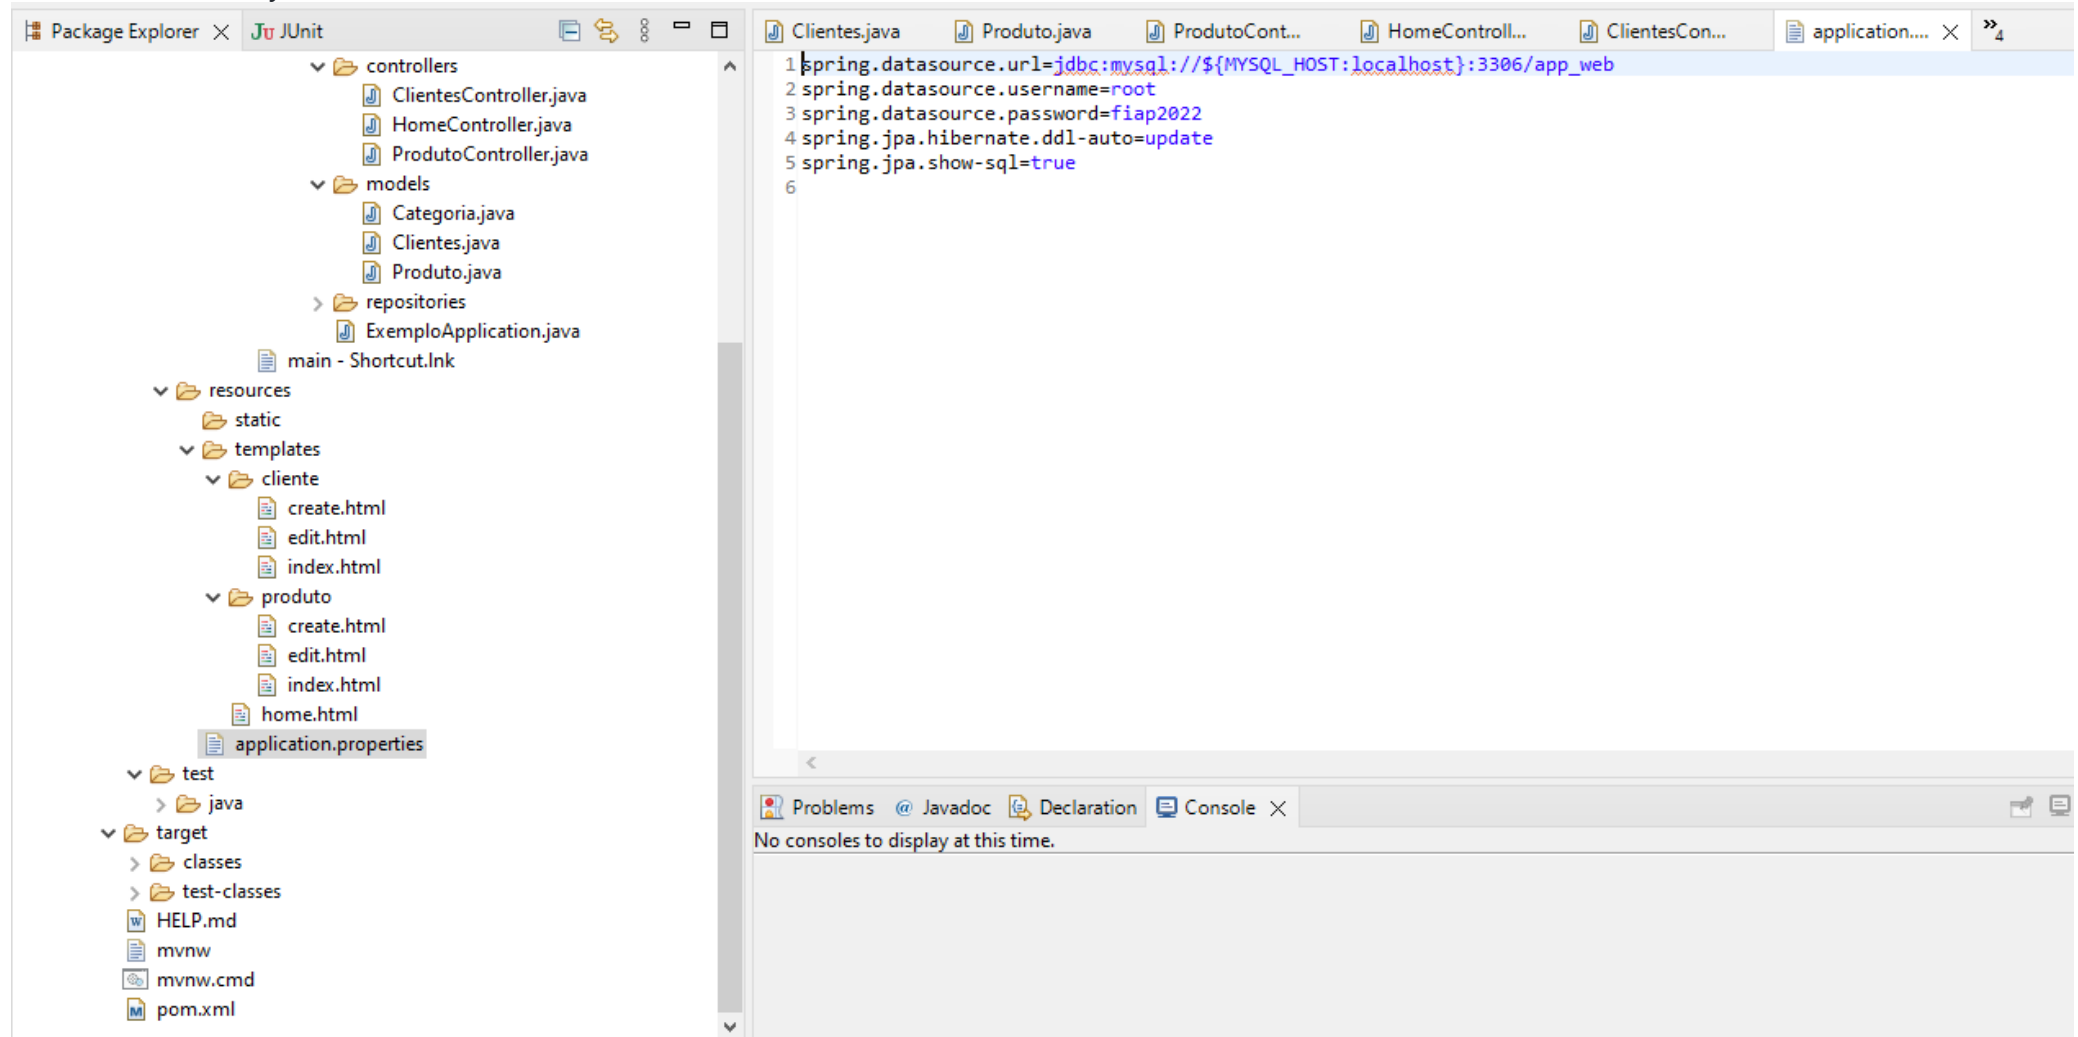 Package Explorer
JUnit
controllers
ClientesController.java
HomeController.java
ProdutoController.java
models
Categoria.java
Clientes.java
Produto.java
repositories
ExemploApplication.java
main - Shortcut.lnk
resources
static
templates
cliente
create.html
edit.html
index.html
produto
create.html
edit.html
index.html
home.html
application.properties
test
java
target
classes
test-classes
HELP.md
mvnw
mvnw.cmd
pom.xml
Clientes.java
Produto.java
ProdutoCont...
HomeControll...
ClientesCon...
application....
»4
1 spring.datasource.url=jdbc:mysql://${MYSQL_HOST:localhost}:3306/app_web
2 spring.datasource.username=root
3 spring.datasource.password=fiap2022
4 spring.jpa.hibernate.ddl-auto=update
5 spring.jpa.show-sql=true
6
Problems
@ Javadoc
Declaration
Console
No consoles to display at this time.